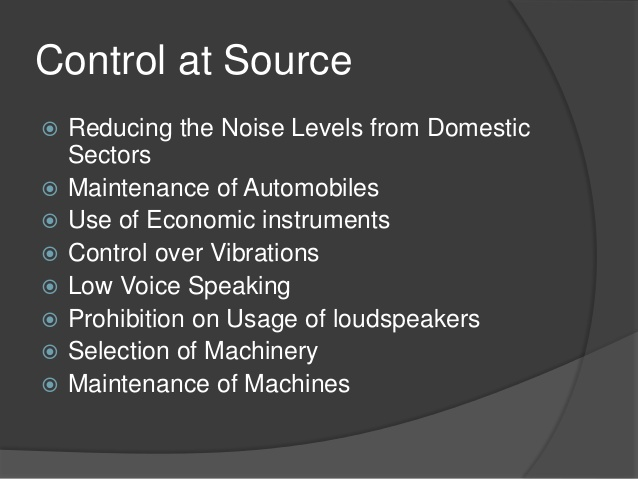 Control at Source
Reducing the Noise Levels from Domestic
Sectors
Maintenance of Automobiles
Use of Economic instruments
Control over Vibrations
Low Voice Speaking
Prohibition on Usage of loudspeakers
Selection of Machinery
Maintenance of Machines